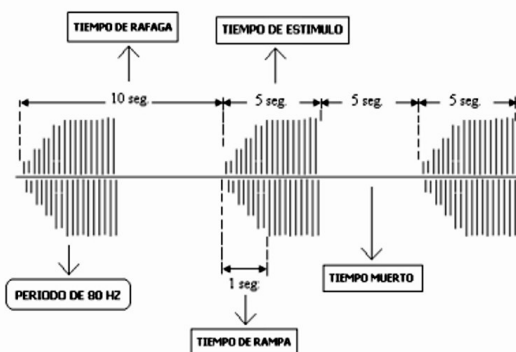 TIEMPO DE RAFAGA
TIEMPO DE ESTIMULO
10 seg.
5 seg.
5 seg.
5 seg.
PERIODO DE 80 HZ
1 seg.
TIEMPO MUERTO
TIEMPO DE RAMPA